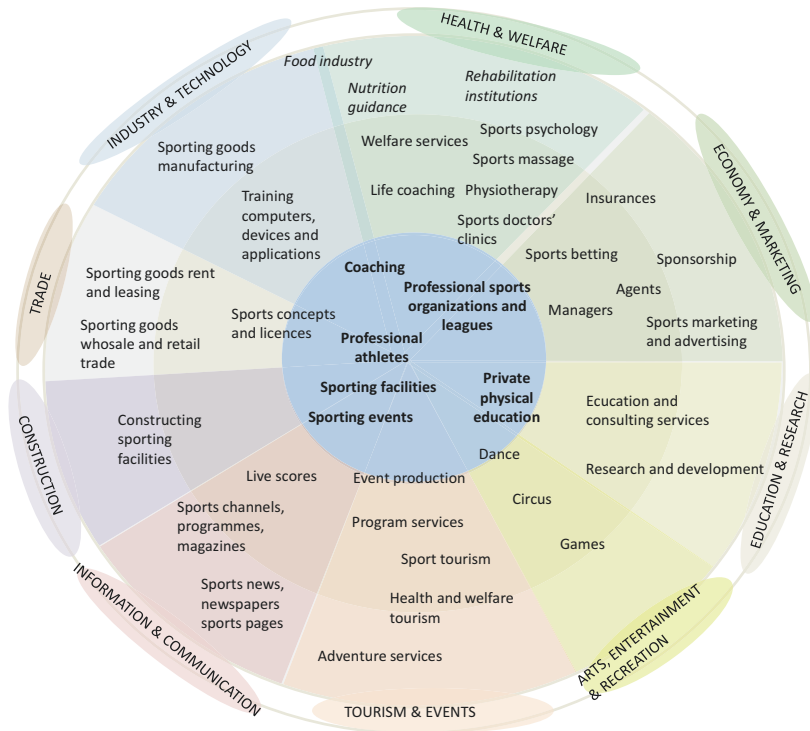 HEALTH & WELFARE
INDUSTRY & TECHNOLOGY
ECONOMY & MARKETING
TRADE
CONSTRUCTION
EDUCATION & RESEARCH
INFORMATION & COMMUNICATION
ARTS, ENTERTAINMENT
& RECREATION
TOURISM & EVENTS
Food industry
Nutrition
guidance
Rehabilitation
institutions
Welfare services
Sports psychology
Sports massage
Life coaching
Physiotherapy
Sports doctors’
clinics
Sporting goods
manufacturing
Training
computers,
devices and
applications
Insurances
Sports betting
Sponsorship
Agents
Managers
Sports marketing
and advertising
Sporting goods rent
and leasing
Sporting goods
whosale and retail
trade
Sports concepts
and licences
Coaching
Professional sports
organizations and
leagues
Professional
athletes
Sporting facilities
Sporting events
Private
physical
education
Constructing
sporting
facilities
Ecucation and
consulting services
Research and development
Dance
Circus
Games
Live scores
Sports channels,
programmes,
magazines
Sports news,
newspapers
sports pages
Event production
Program services
Sport tourism
Health and welfare
tourism
Adventure services